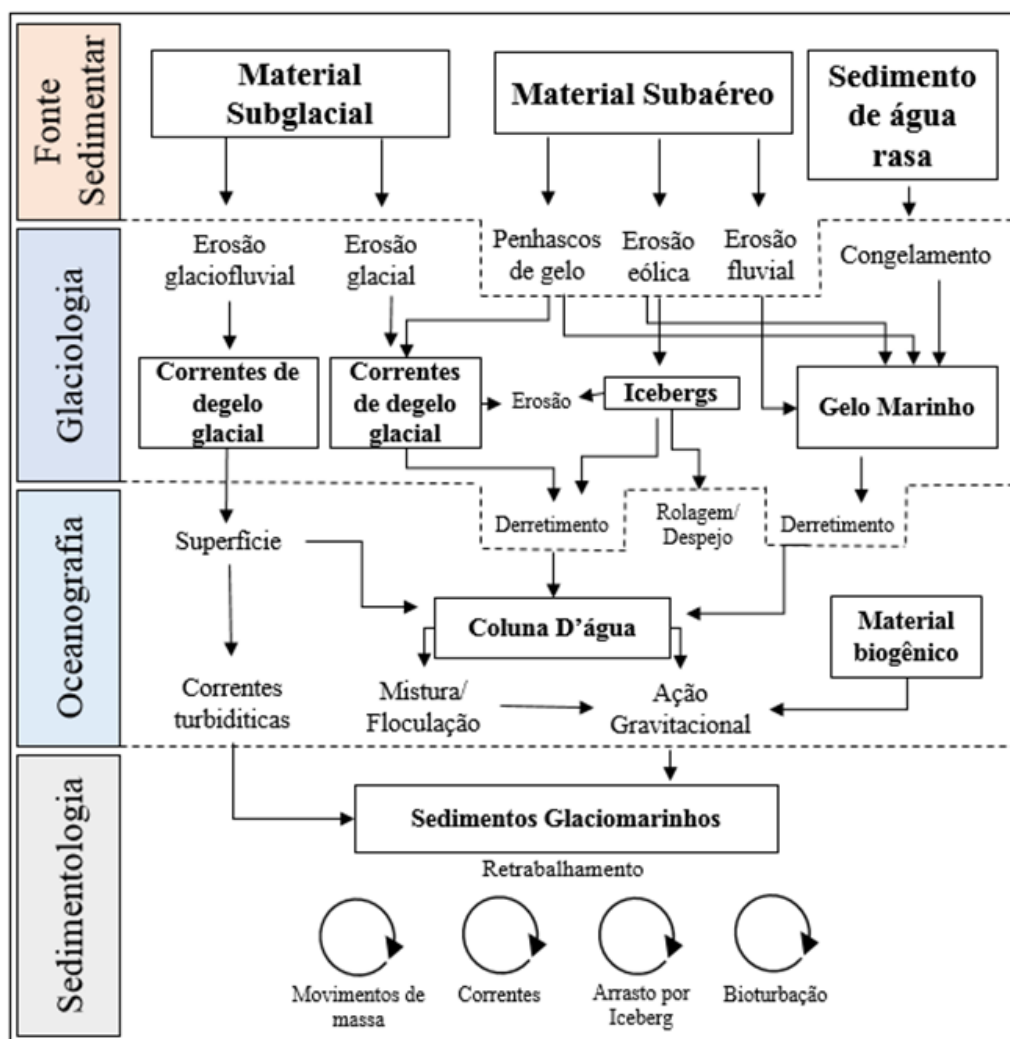 Fonte
Sedimentar
Material
Subglacial
Material Subaéreo
Sedimento
de água
rasa
Glaciologia
Erosão
glaciofluvial
Erosão
glacial
Penhascos
de gelo
Erosão
eólica
Erosão
fluvial
Congelamento
Correntes de
degelo
glacial
Correntes
de degelo
glacial
Erosão
Icebergs
Gelo Marinho
Oceanografia
Superfície
Derretimento
Rolagem/
Despejo
Derretimento
Coluna D’água
Material
biogênico
Correntes
turbiditicas
Mistura/
Floculação
Ação
Gravitacional
Sedimentologia
Sedimentos Glaciomarinhos
Retrabalhamento
Movimentos de
massa
Correntes
Arrasto por
Iceberg
Bioturbação